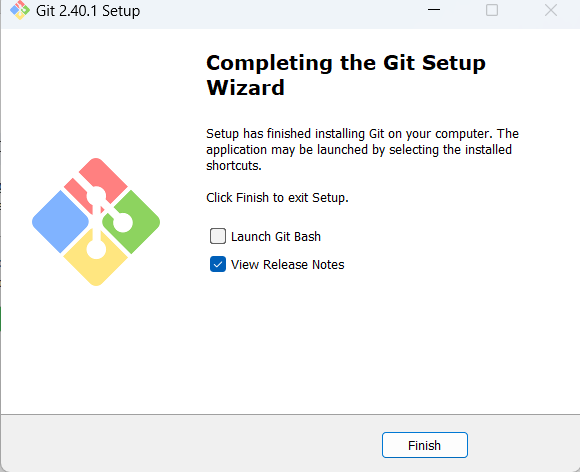 Git 2.40.1 Setup
Completing the Git Setup
Wizard
Setup has finished installing Git on your computer. The
application may be launched by selecting the installed
shortcuts.
Click Finish to exit Setup.
Launch Git Bash
View Release Notes
Finish